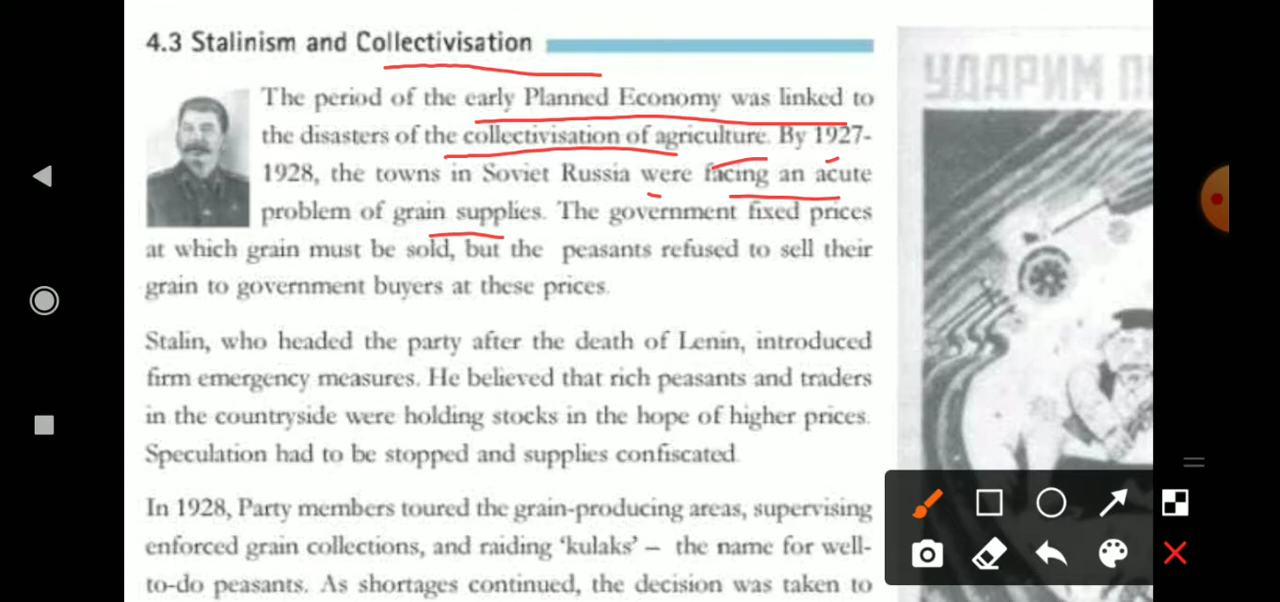 4.3 Stalinism and Collectivisation
The period of the early Planned Economy was linked to
the disasters of the collectivisation of agriculture. By 1927-
1928, the towns in Soviet Russia were facing an acute
problem of grain supplies. The government fixed prices
at which grain must be sold, but the peasants refused to sell their
grain to government buyers at these prices.
Stalin, who headed the party after the death of Lenin, introduced
firm emergency measures. He believed that rich peasants and traders
in the countryside were holding stocks in the hope of higher prices.
Speculation had to be stopped and supplies confiscated.
In 1928, Party members toured the grain-producing areas, supervising
enforced grain collections, and raiding ‘kulaks’ – the name for well-
to-do peasants. As shortages continued, the decision was taken to
УДАРИМ П